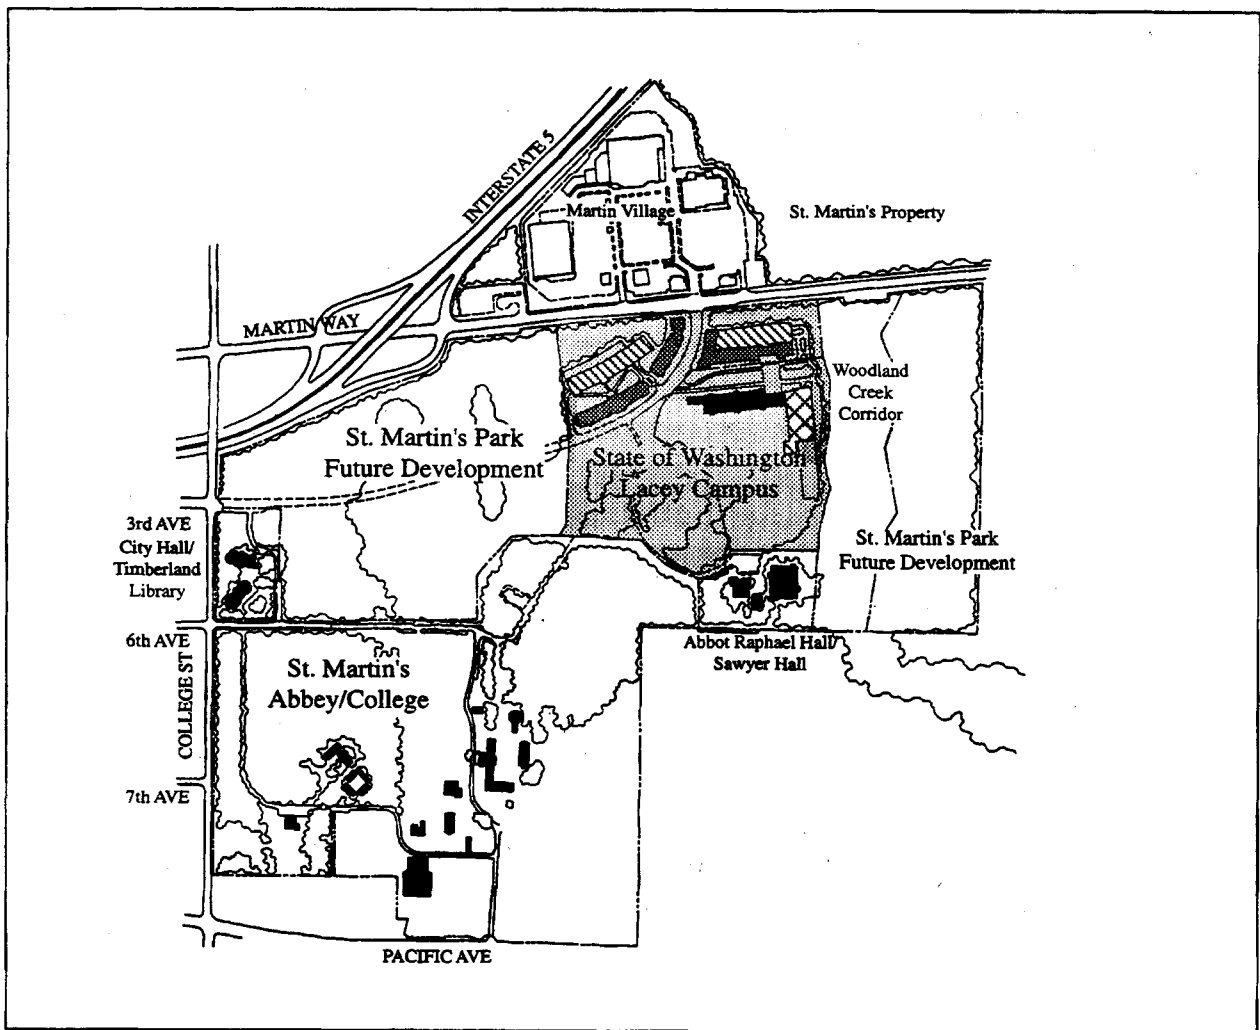 INTERSTATE 5
Martin Village
St. Martin's Property
MARTIN WAY
Woodland
Creek
Corridor
St. Martin's Park
Future Development
State of Washington
Lacey Campus
3rd AVE
City Hall/
Timberland
Library
St. Martin's Park
Future Development
6th AVE
Abbot Raphael Hall/
Sawyer Hall
St. Martin's
Abbey/College
COLLEGE ST
7th AVE
PACIFIC AVE